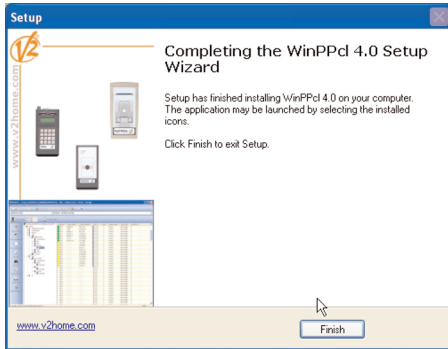 Setup
V2
www.v2home.com
Completing the WinPPcl 4.0 Setup
Wizard
Setup has finished installing WinPPcl 4.0 on your computer.
The application may be launched by selecting the installed
icons.
Click Finish to exit Setup.
www.v2home.com
Finish